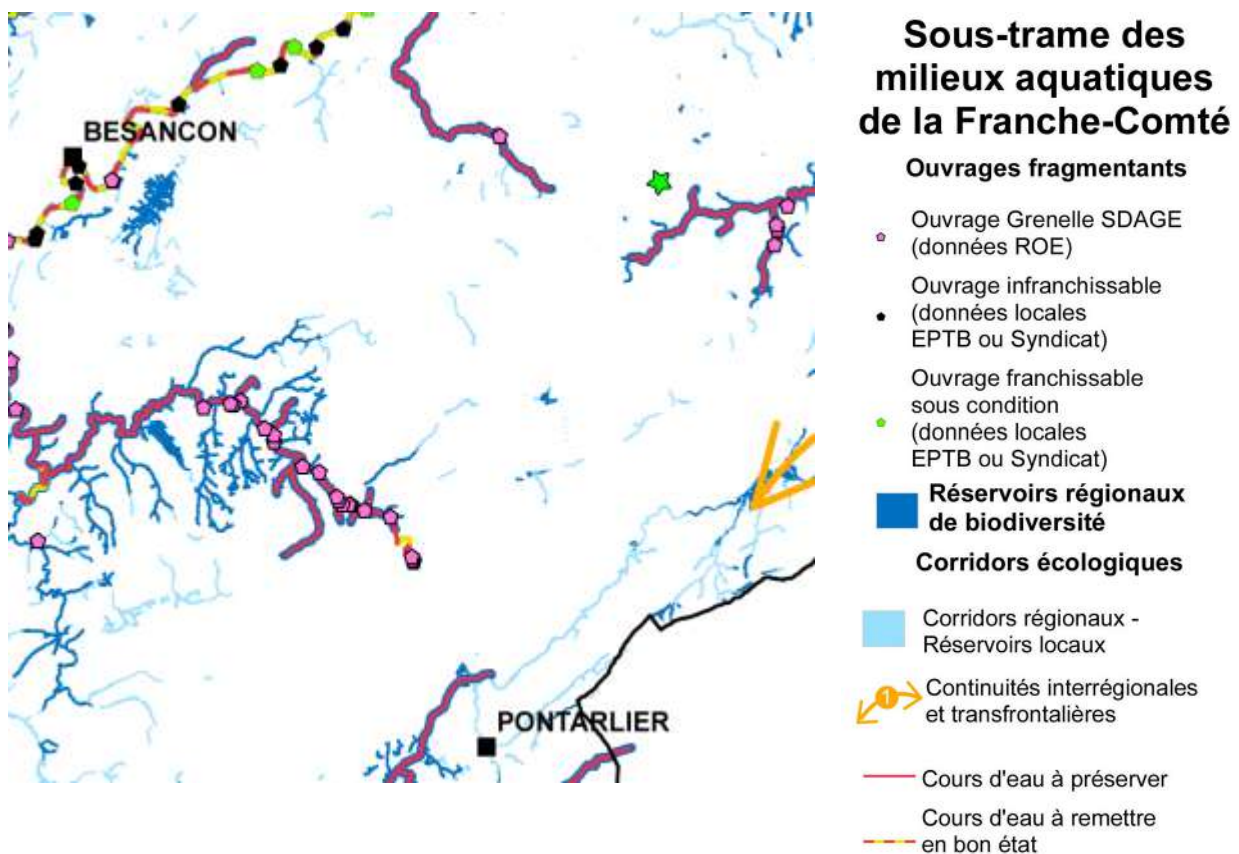 BESANCON
PONTARLIER
Sous-trame des
milieux aquatiques
de la Franche-Comté
Ouvrages fragmentants
Ouvrage Grenelle SDAGE
(données ROE)
Ouvrage infranchissable
(données locales
EPTB ou Syndicat)
Ouvrage franchissable
sous condition
(données locales
EPTB ou Syndicat)
Réservoirs régionaux
de biodiversité
Corridors écologiques
Corridors régionaux -
Réservoirs locaux
1
Continuités interrégionales
et transfrontalières
Cours d'eau à préserver
Cours d'eau à remettre
en bon état